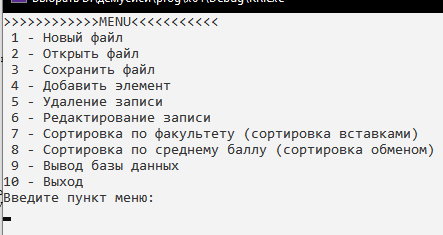 >>>>>>>>>>>>MENU<<<<<<<<<<<
1 - Новый файл
2 - Открыть файл
3 - Сохранить файл
4 - Добавить элемент
5 - Удаление записи
6 - Редактирование записи
7 - Сортировка по факультету (сортировка вставками)
8 - Сортировка по среднему баллу (сортировка обменом)
9 - Вывод базы данных
10 - Выход
Введите пункт меню: